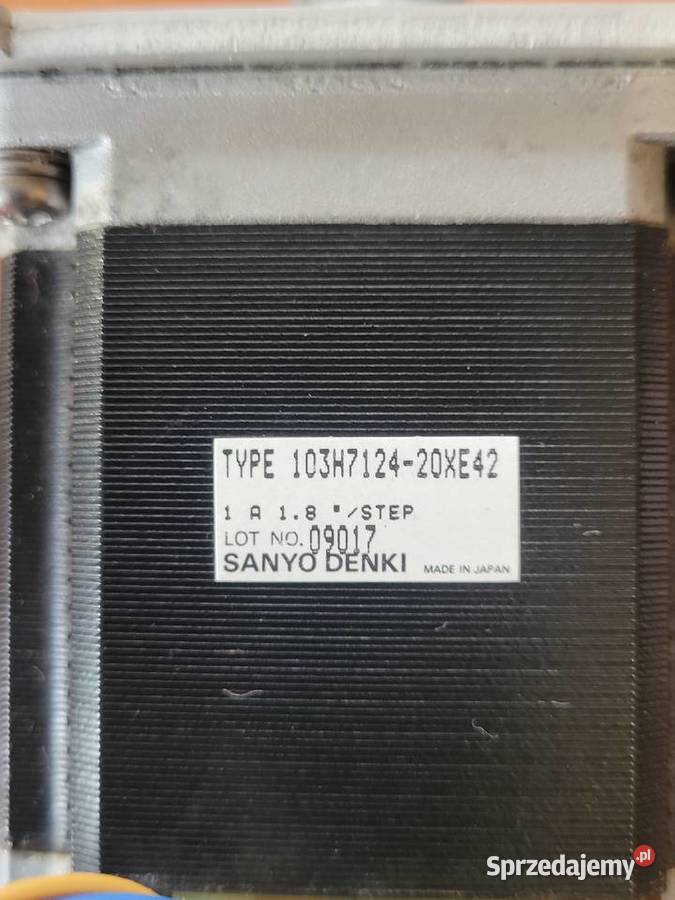 TYPE 103H7124-20XE42
1 A 1.8 °/STEP
LOT NO. 09017
SANYO DENKI MADE IN JAPAN
Sprzedajemy.pl